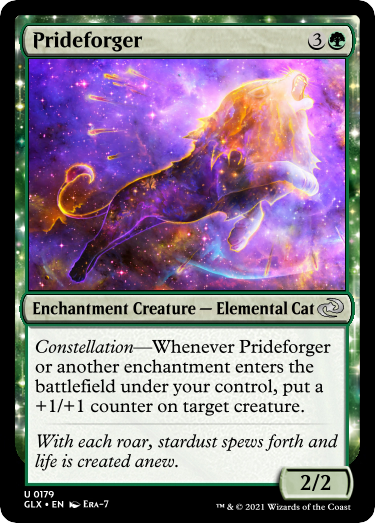 Prideforger 3
Enchantment Creature — Elemental Cat
Constellation—Whenever Prideforger
or another enchantment enters the
battlefield under your control, put a
+1/+1 counter on target creature.
With each roar, stardust spews forth and
life is created anew.
2/2
U 0179
GLX • EN Era-7
™ & © 2021 Wizards of the Coast